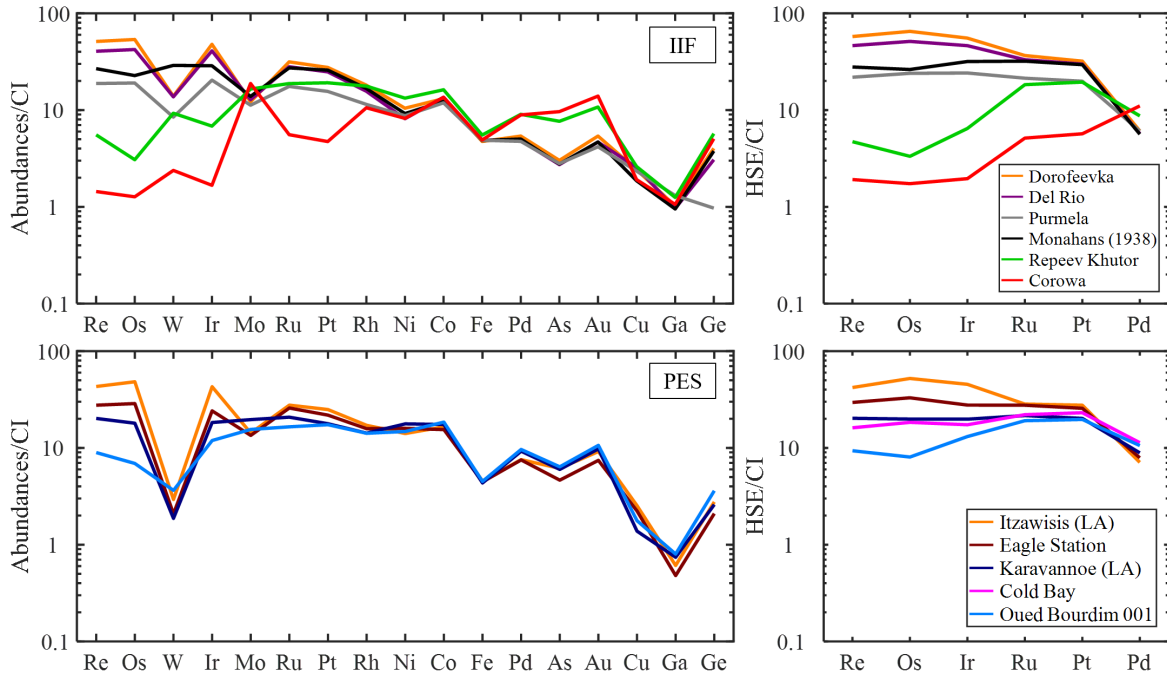 Abundances/CI
100
10
1
0.1
IIF
Re Os W Ir Mo Ru Pt Rh Ni Co Fe Pd As Au Cu Ga Ge
HSE/CI
100
10
1
0.1
Dorofeevka
Del Rio
Purmela
Monahans (1938)
Repeev Khutor
Corowa
Re Os Ir Ru Pt Pd
Abundances/CI
100
10
1
0.1
PES
Re Os W Ir Mo Ru Pt Rh Ni Co Fe Pd As Au Cu Ga Ge
HSE/CI
100
10
1
0.1
Itzawisis (LA)
Eagle Station
Karavannoe (LA)
Cold Bay
Oued Bourdim 001
Re Os Ir Ru Pt Pd